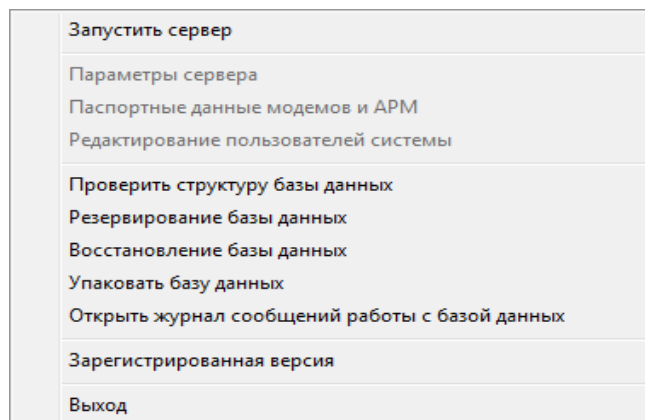 Запустить сервер
Параметры сервера
Паспортные данные модемов и АРМ
Редактирование пользователей системы
Проверить структуру базы данных
Резервирование базы данных
Восстановление базы данных
Упаковать базу данных
Открыть журнал сообщений работы с базой данных
Зарегистрированная версия
Выход